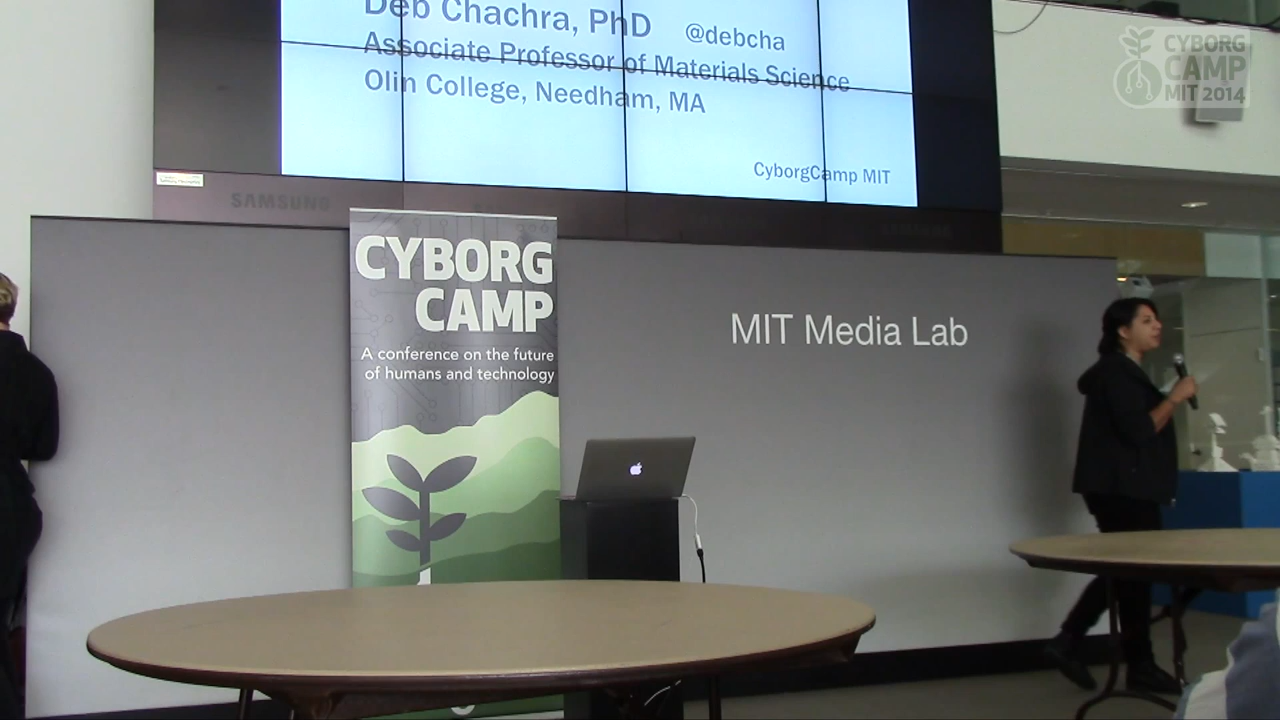 Deb Chachra, PhD @debcha
Associate Professor of Materials Science
Olin College, Needham, MA
CyborgCamp MIT
CYBORG
CAMP
MIT 2014
SAMSUNG
CYBORG
CAMP
A conference on the future
of humans and technology
MIT Media Lab